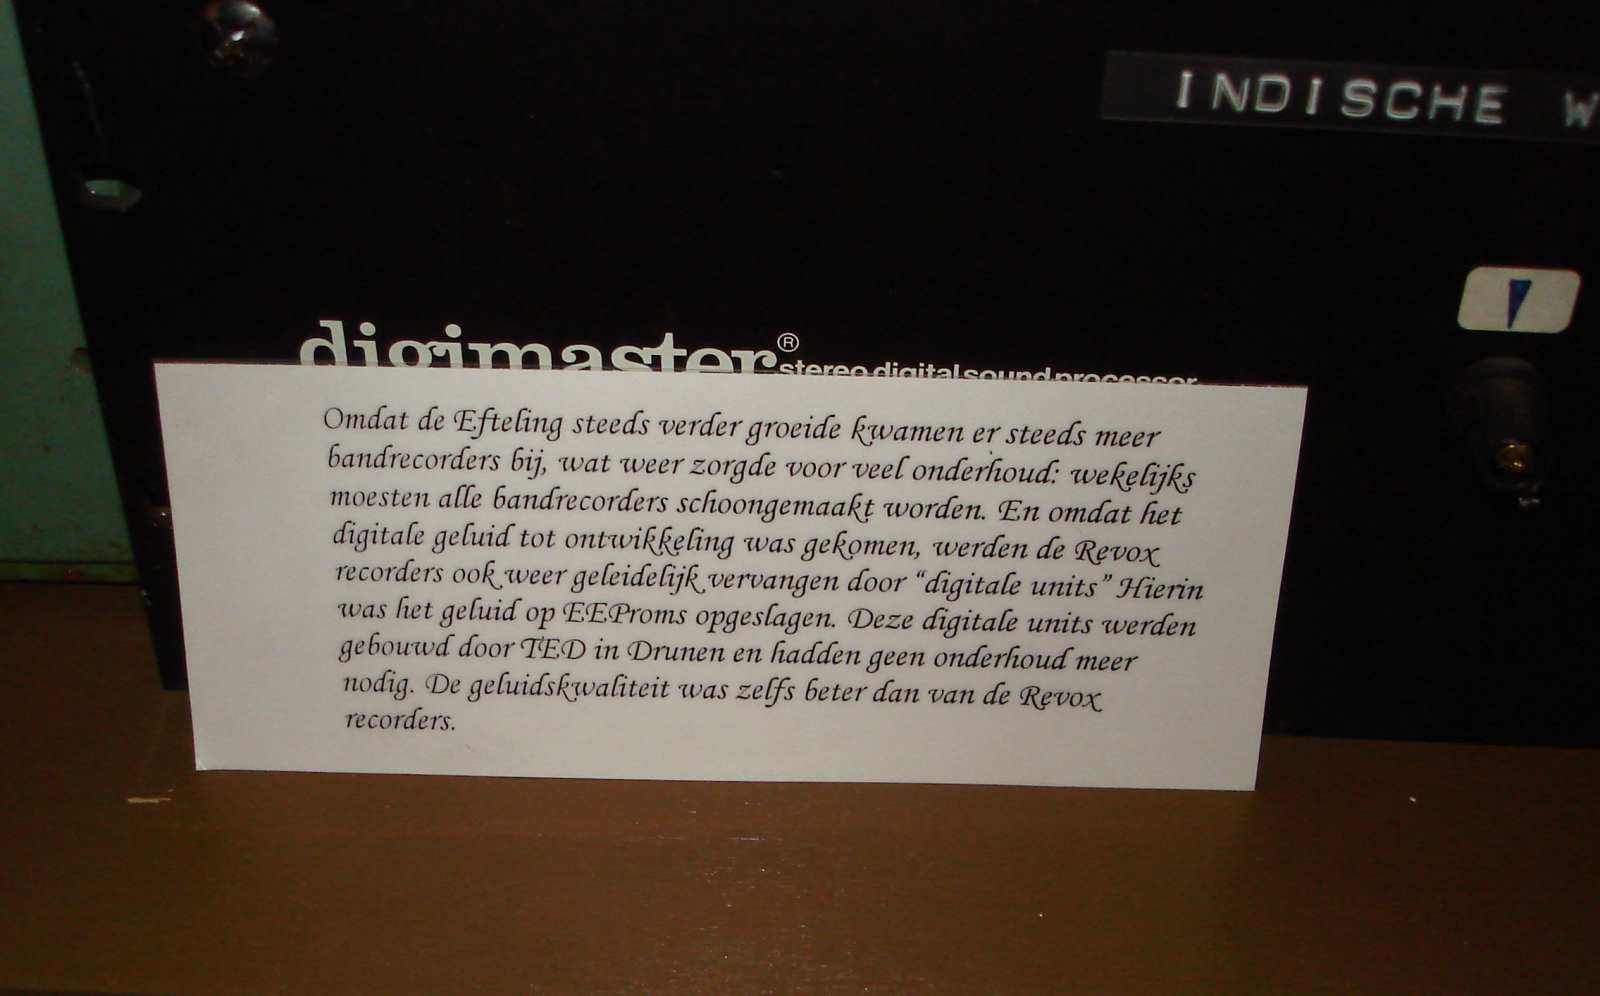 INDISCHE W
digimaster®
stereo digital sound processor
Omdat de Efteling steeds verder groeide kwamen er steeds meer
bandrecorders bij, wat weer zorgde voor veel onderhoud: wekelijks
moesten alle bandrecorders schoongemaakt worden. En omdat het
digitale geluid tot ontwikkeling was gekomen, werden de Revox
recorders ook weer geleidelijk vervangen door “digitale units” Hierin
was het geluid op EEProms opgeslagen. Deze digitale units werden
gebouwd door TED in Drunen en hadden geen onderhoud meer
nodig. De geluidskwaliteit was zelfs beter dan van de Revox
recorders.